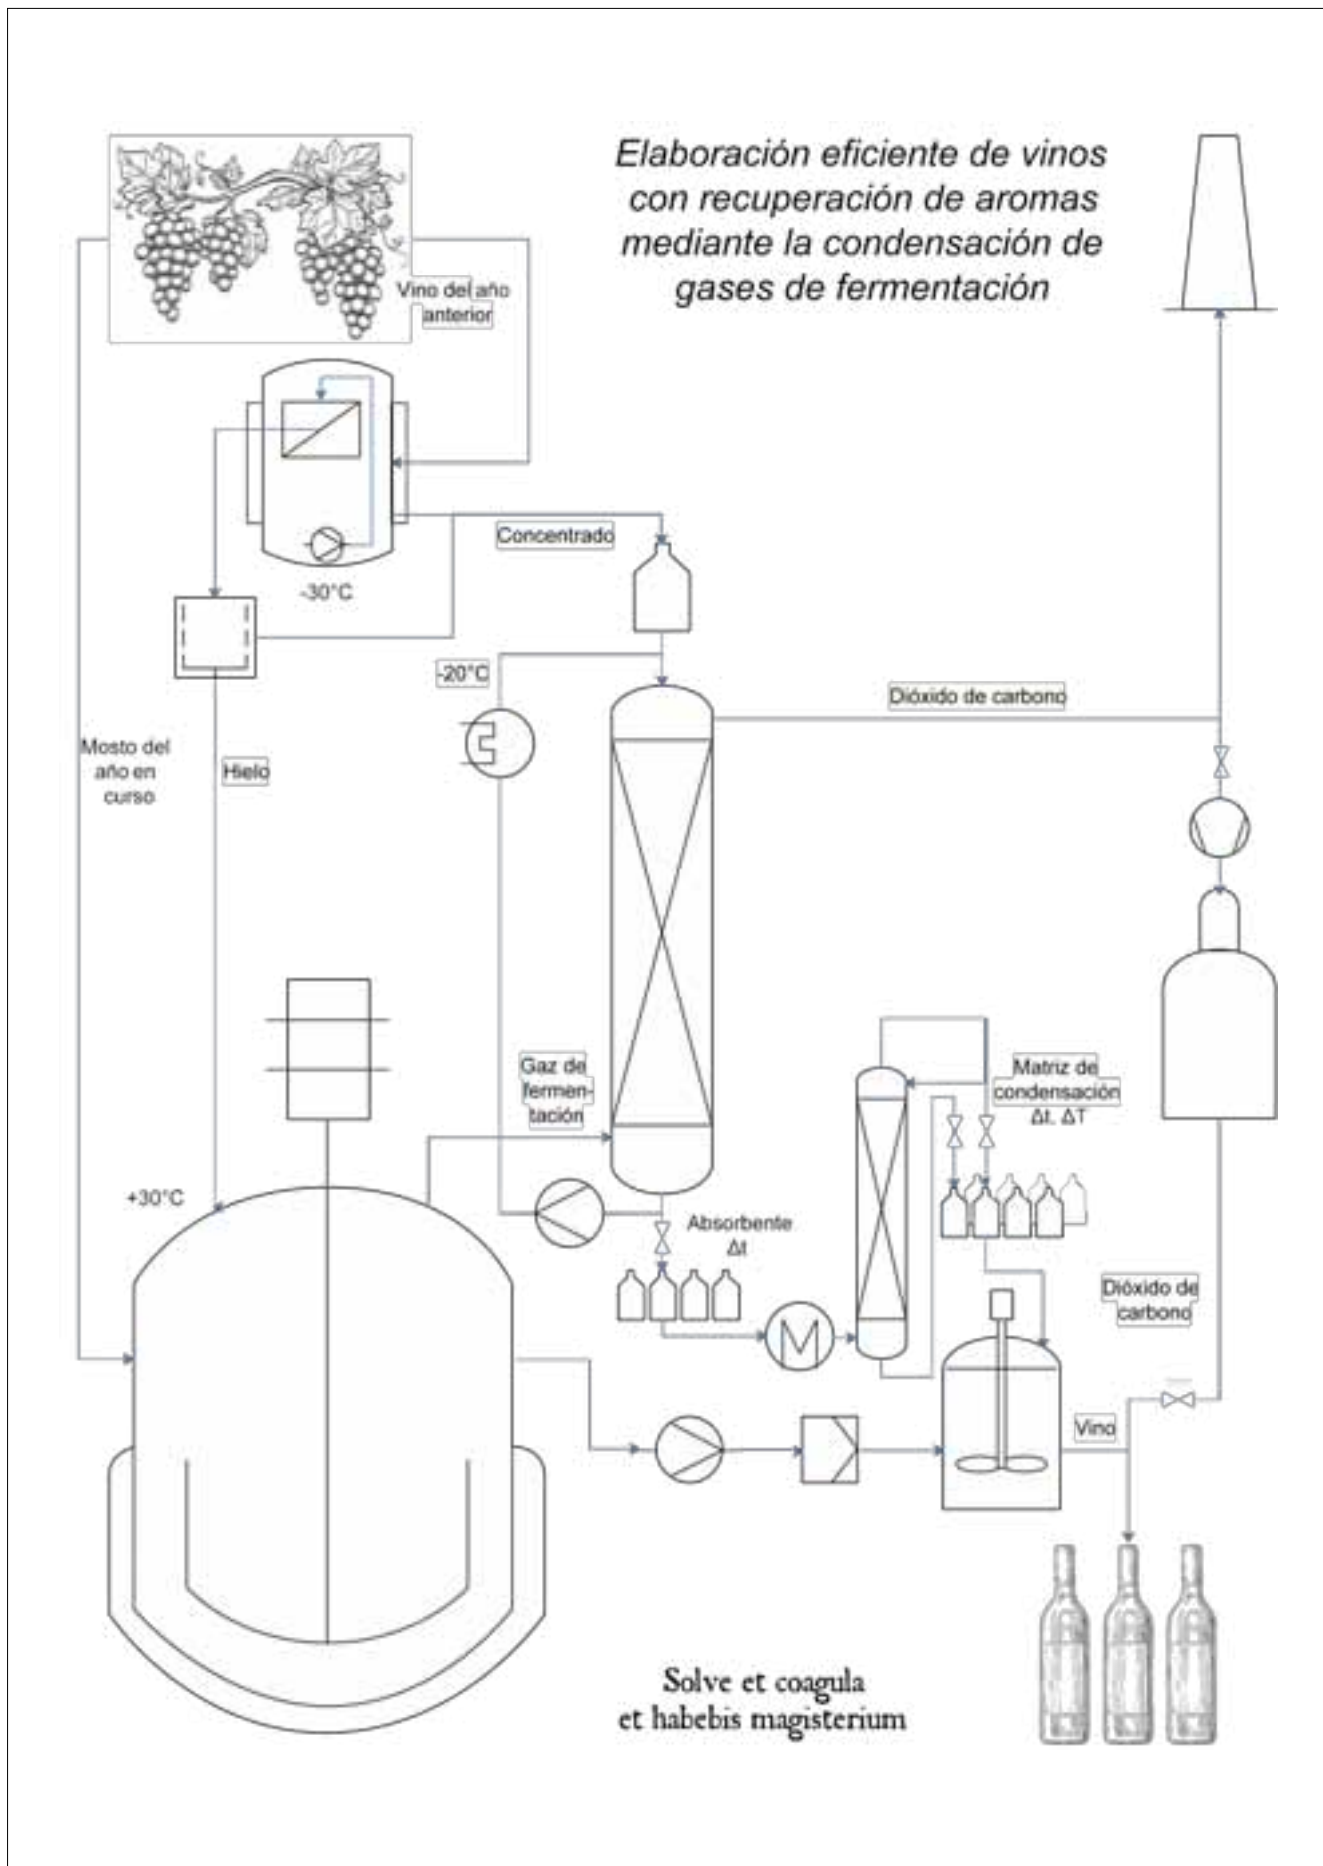 Elaboración eficiente de vinos
con recuperación de aromas
mediante la condensación de
gases de fermentación
Vino del año
anterior
Concentrado
-30°C
-20°C
Dióxido de carbono
Mosto del
año en
curso
Hielo
Gaz de
fermen-
tación
Matriz de
condensación
Δt, ΔT
+30°C
Absorbente
Δt
M
Dióxido de
carbono
Vino
Solve et coagula
et habebis magisterium